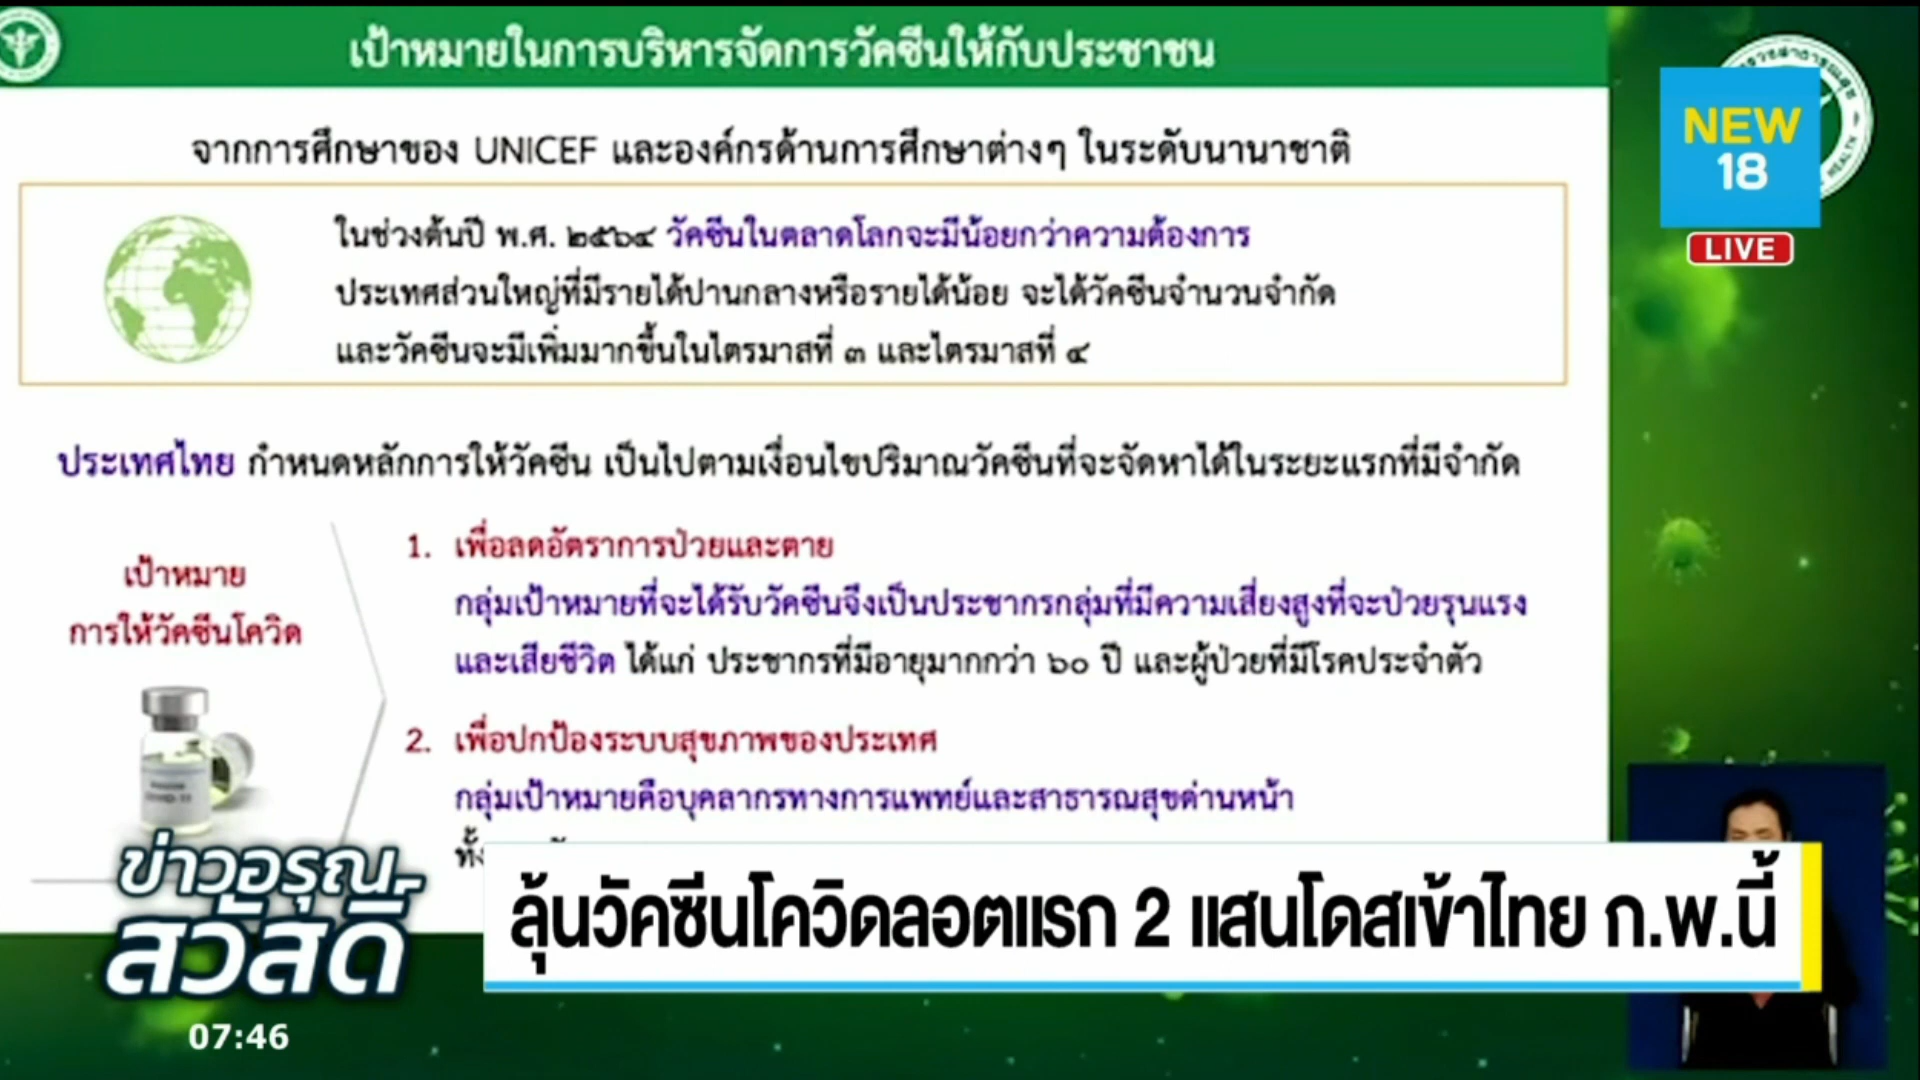 เป้าหมายในการบริหารจัดการวัคซีนให้กับประชาชน
จากการศึกษาของ UNICEF และองค์กรด้านการศึกษาต่างๆ ในระดับนานาชาติ
ในช่วงต้นปี พ.ศ. ๒๕๖๔ วัคซีนในตลาดโลกจะมีน้อยกว่าความต้องการ
ประเทศส่วนใหญ่ที่มีรายได้ปานกลางหรือรายได้น้อย จะได้วัคซีนจำนวนจำกัด
และวัคซีนจะมีเพิ่มมากขึ้นในไตรมาสที่ ๓ และไตรมาสที่ ๔
NEW
18
LIVE
HEALTH
ประเทศไทย กำหนดหลักการให้วัคซีน เป็นไปตามเงื่อนไขปริมาณวัคซีนที่จะจัดหาได้ในระยะแรกที่มีจำกัด
เป้าหมาย
การให้วัคซีนโควิด
1. เพื่อลดอัตราการป่วยและตาย
กลุ่มเป้าหมายที่จะได้รับวัคซีนจึงเป็นประชากรกลุ่มที่มีความเสี่ยงสูงที่จะป่วยรุนแรง
และเสียชีวิต ได้แก่ ประชากรที่มีอายุมากกว่า ๖๐ ปี และผู้ป่วยที่มีโรคประจำตัว
2. เพื่อปกป้องระบบสุขภาพของประเทศ
กลุ่มเป้าหมายคือบุคลากรทางการแพทย์และสาธารณสุขด่านหน้า
ข่าวอรุณ
สวัสดิ์
ลุ้นวัคซีนโควิดลอตแรก 2 แสนโดสเข้าไทย ก.พ.นี้
07:46